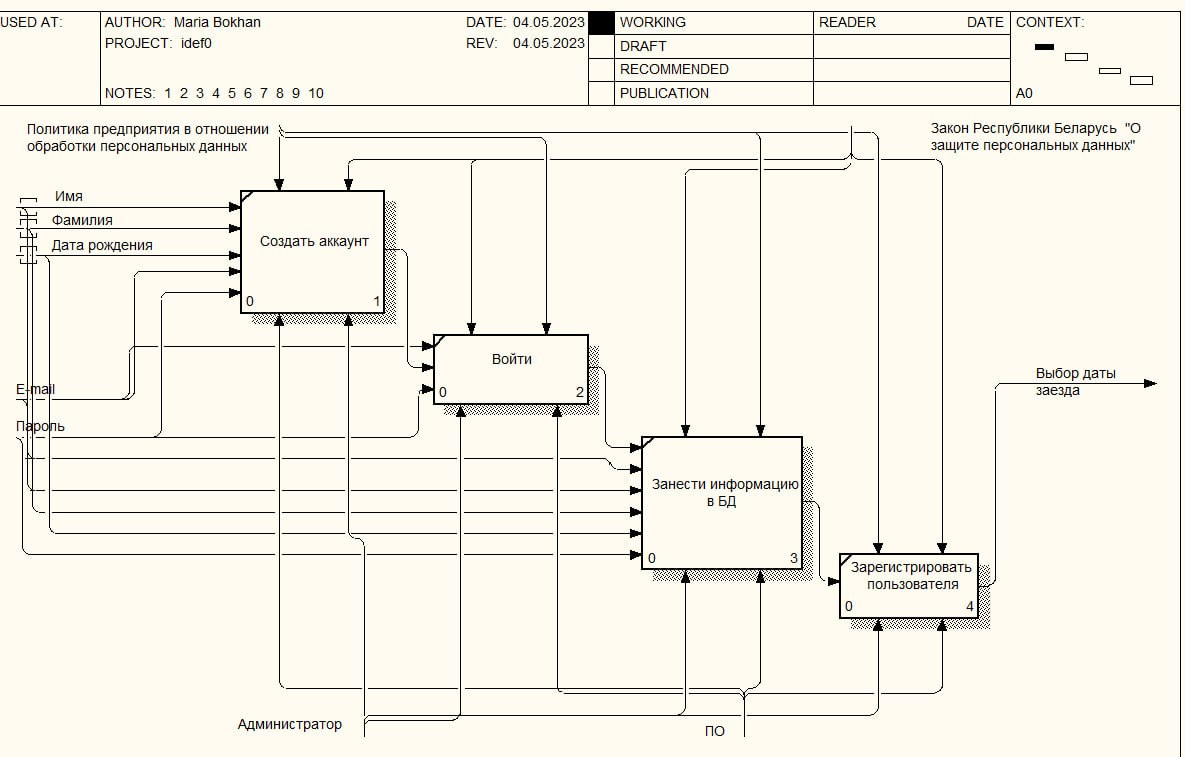 USED AT:
AUTHOR: Maria Bokhan
DATE: 04.05.2023
PROJECT: idef0
REV: 04.05.2023
NOTES: 1 2 3 4 5 6 7 8 9 10
WORKING
DRAFT
RECOMMENDED
PUBLICATION
READER DATE
CONTEXT:
A0
Политика предприятия в отношении
обработки персональных данных
Закон Республики Беларусь "О
защите персональных данных"
Имя
Фамилия
Дата рождения
Создать аккаунт
0 1
E-mail
Пароль
Войти
0 2
Занести информацию
в БД
0 3
Выбор даты
заезда
Зарегистрировать
пользователя
0 4
Администратор
ПО